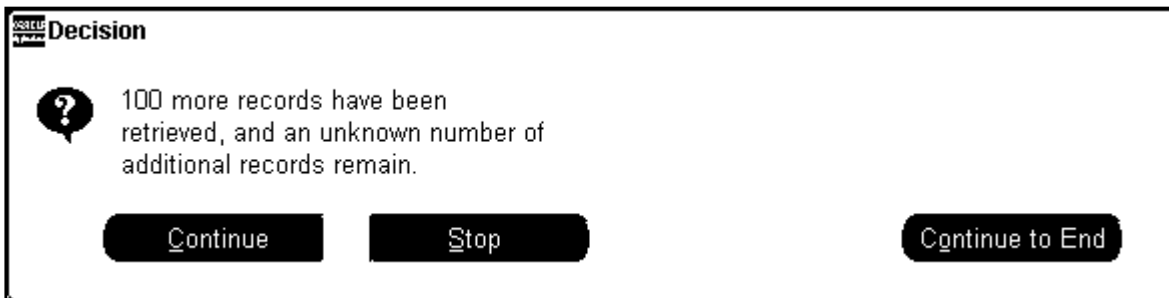 Decision
100 more records have been
retrieved, and an unknown number of
additional records remain.
Continue Stop Continue to End